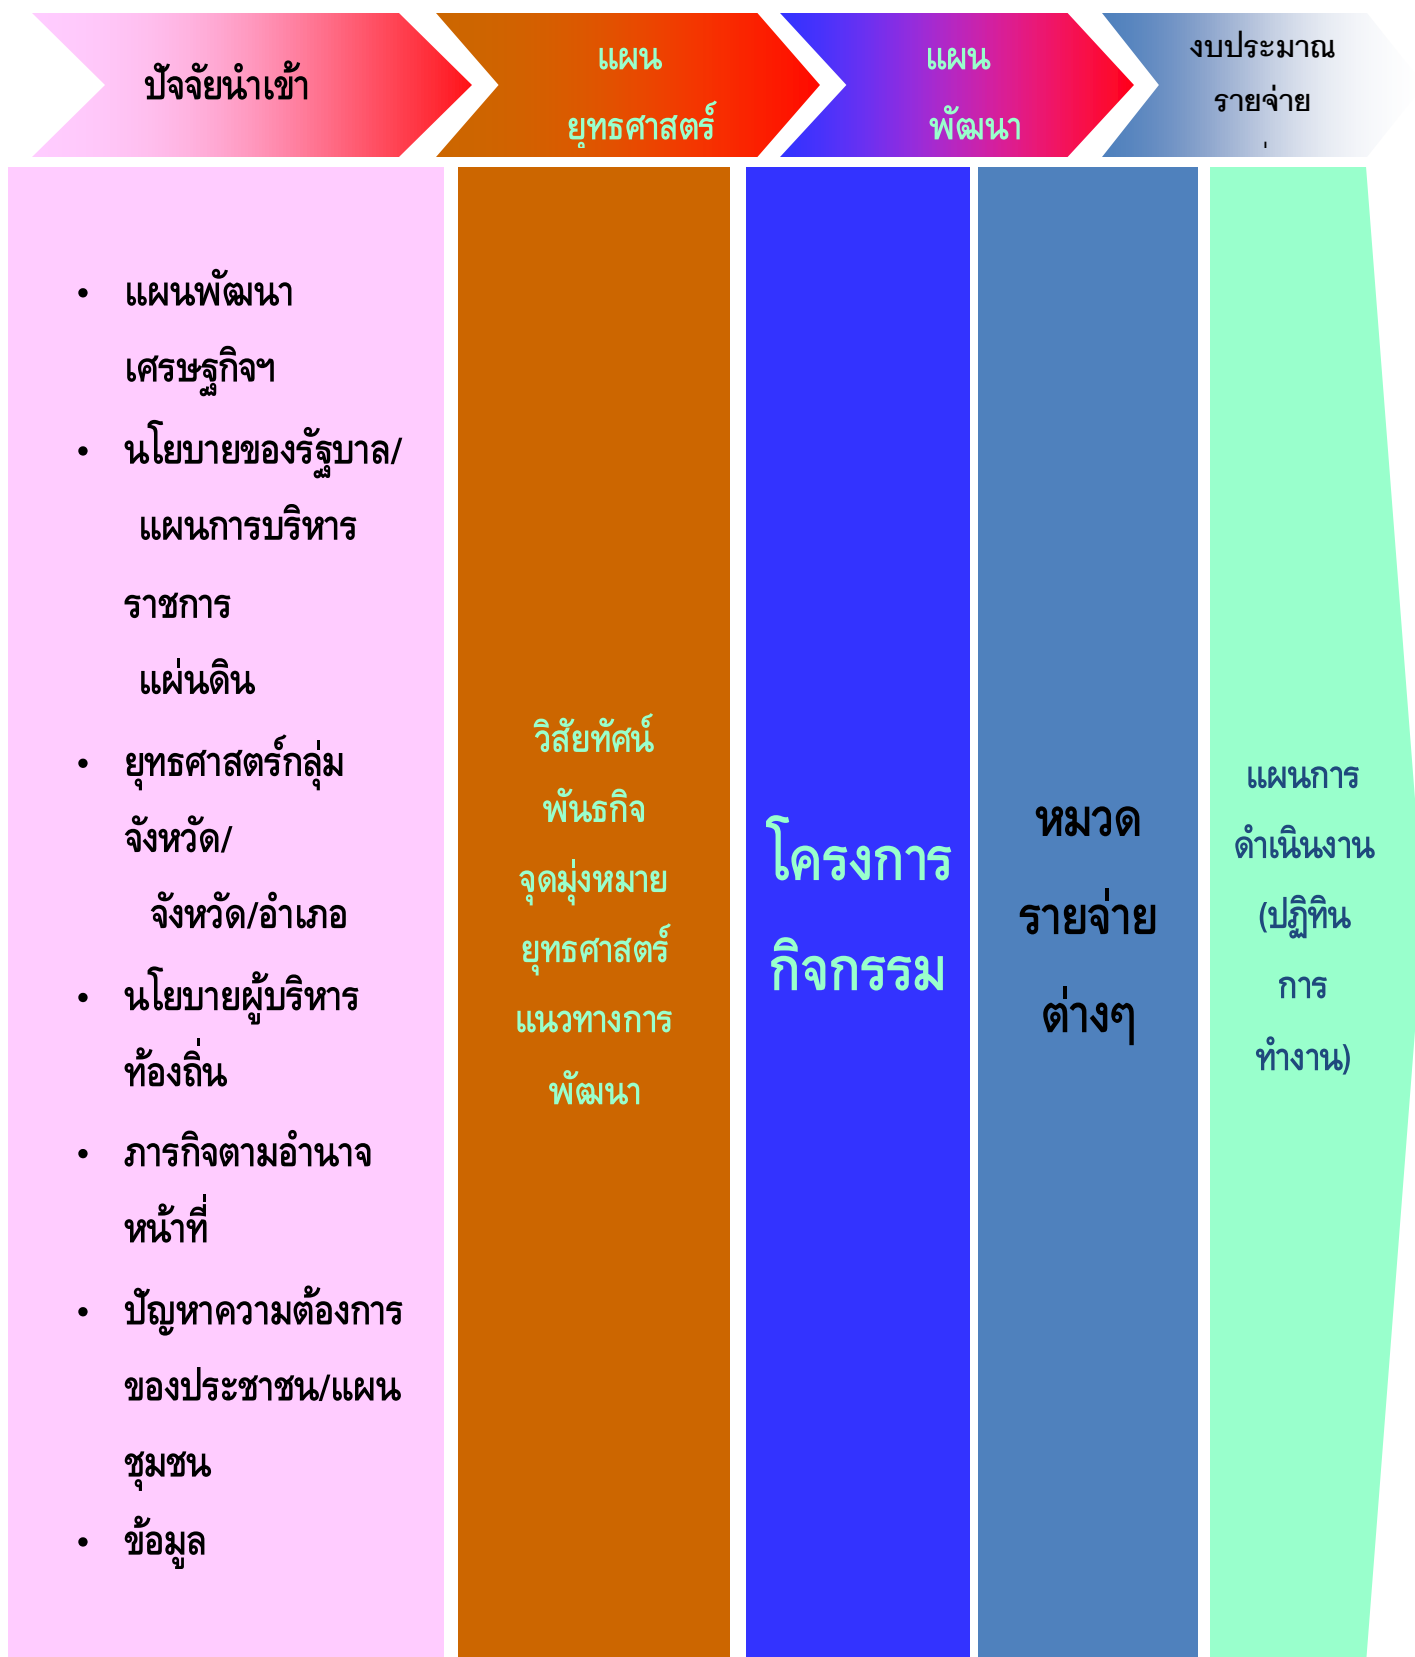 ปัจจัยนำเข้า
แผน
ยุทธศาสตร์
แผน
พัฒนา
งบประมาณ
รายจ่าย
• แผนพัฒนา
เศรษฐกิจฯ
• นโยบายของรัฐบาล/
แผนการบริหาร
ราชการ
แผ่นดิน
• ยุทธศาสตร์กลุ่ม
จังหวัด/
จังหวัด/อำเภอ
• นโยบายผู้บริหาร
ท้องถิ่น
• ภารกิจตามอำนาจ
หน้าที่
• ปัญหาความต้องการ
ของประชาชน/แผน
ชุมชน
• ข้อมูล
วิสัยทัศน์
พันธกิจ
จุดมุ่งหมาย
ยุทธศาสตร์
แนวทางการ
พัฒนา
โครงการ
กิจกรรม
หมวด
รายจ่าย
ต่างๆ
แผนการ
ดำเนินงาน
(ปฏิทิน
การ
ทำงาน)